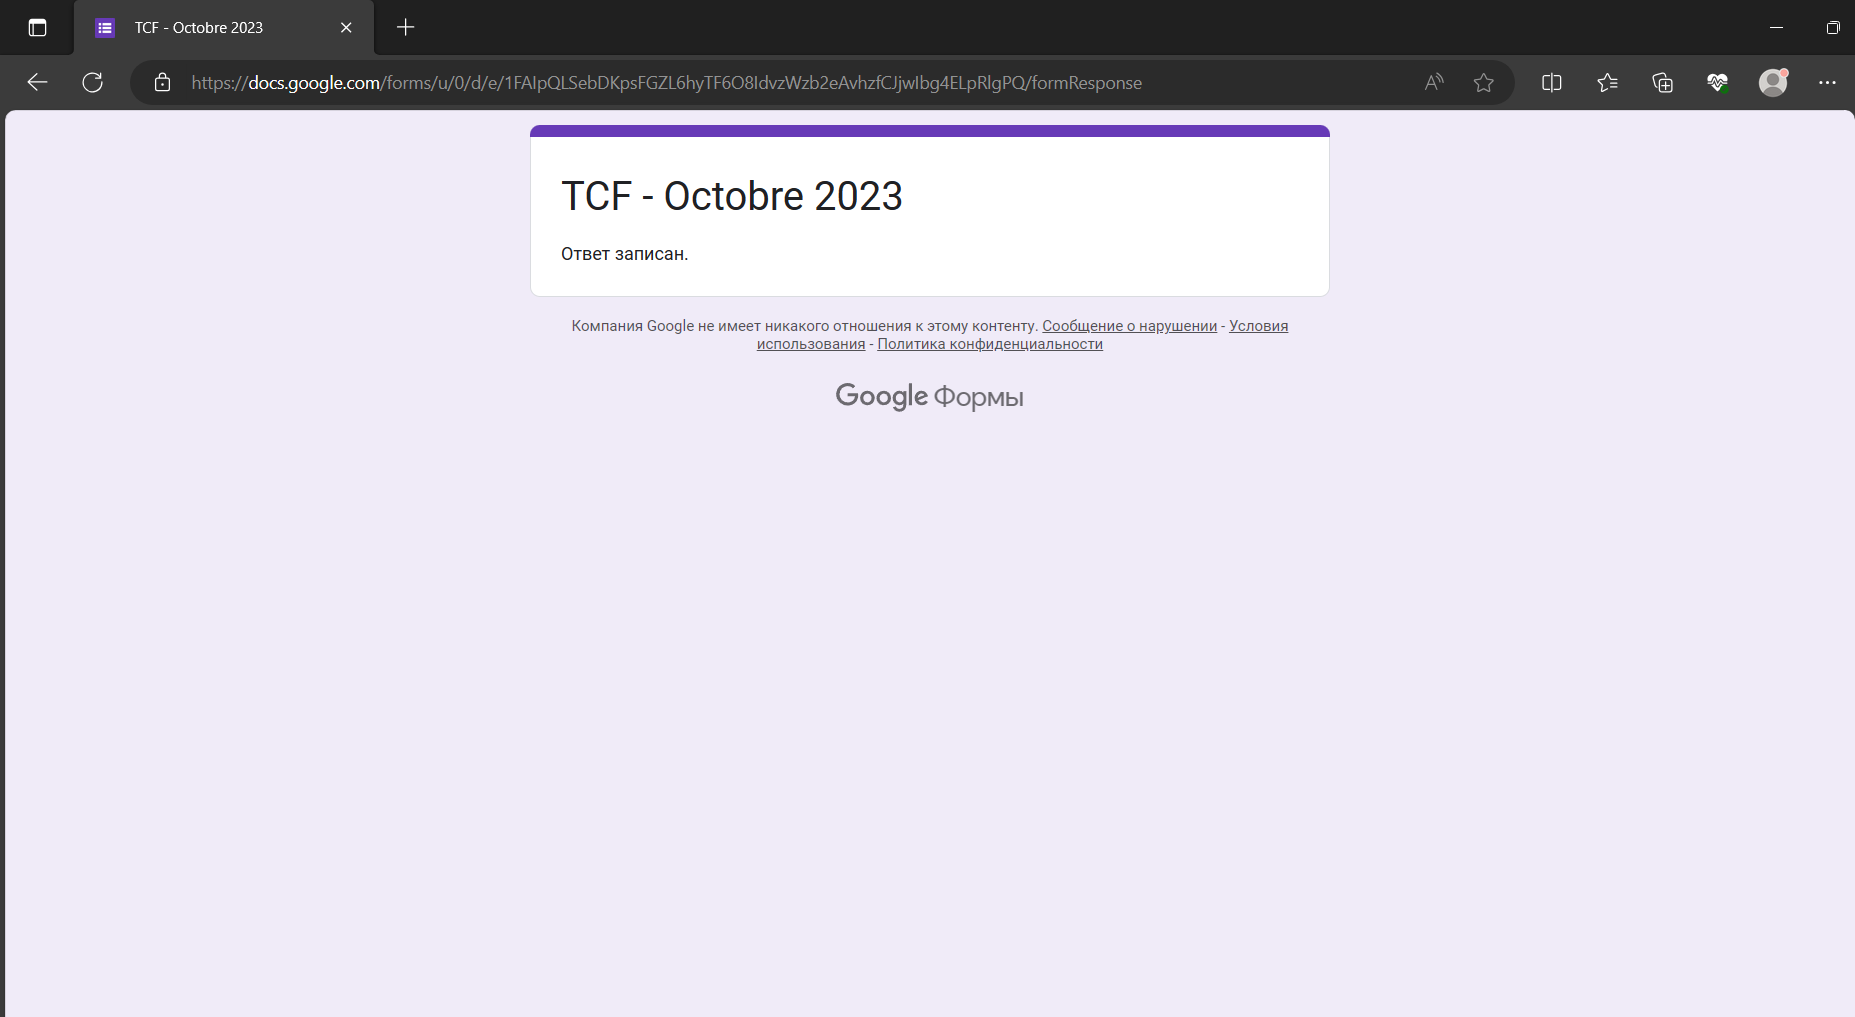 TCF - Octobre 2023
https://docs.google.com/forms/u/0/d/e/1FAIpQLSebDKpsFGZL6hyTF6O8IdvzWzb2eAvhzfCJjwIbg4ELpRlgPQ/formResponse
TCF - Octobre 2023
Ответ записан.
Компания Google не имеет никакого отношения к этому контенту. Сообщение о нарушении - Условия
использования - Политика конфиденциальности
Google Формы